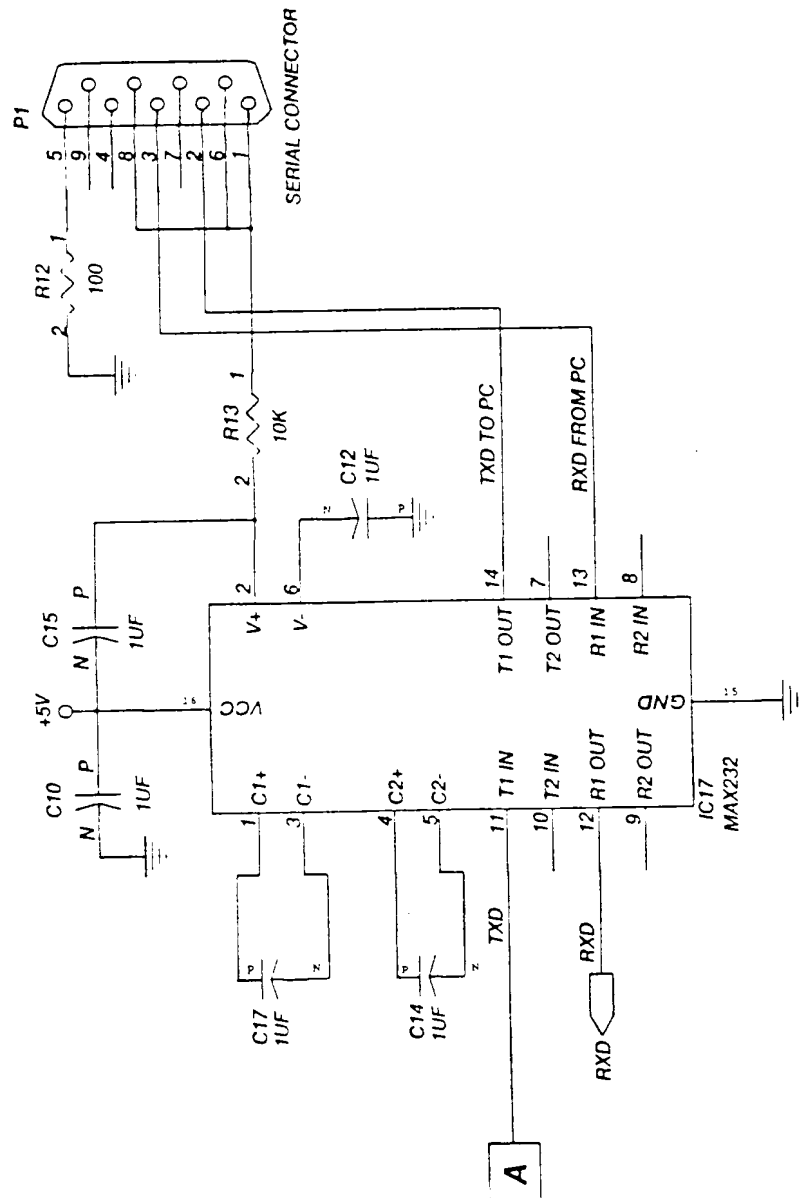 P1
5
9
4
8
3
7
2
6
1
SERIAL CONNECTOR
R12
100
1
2
R13
10K
1
2
C12
1UF
N
P
TXD TO PC
RXD FROM PC
C15
1UF
N
P
+5V
C10
1UF
N
P
16
VCC
2
V+
6
V-
14
T1 OUT
7
T2 OUT
13
R1 IN
8
R2 IN
GND
15
1
C1+
3
C1-
4
C2+
5
C2-
11
T1 IN
10
T2 IN
12
R1 OUT
9
R2 OUT
IC17
MAX232
C17
1UF
P
N
C14
1UF
P
N
TXD
RXD
RXD
A